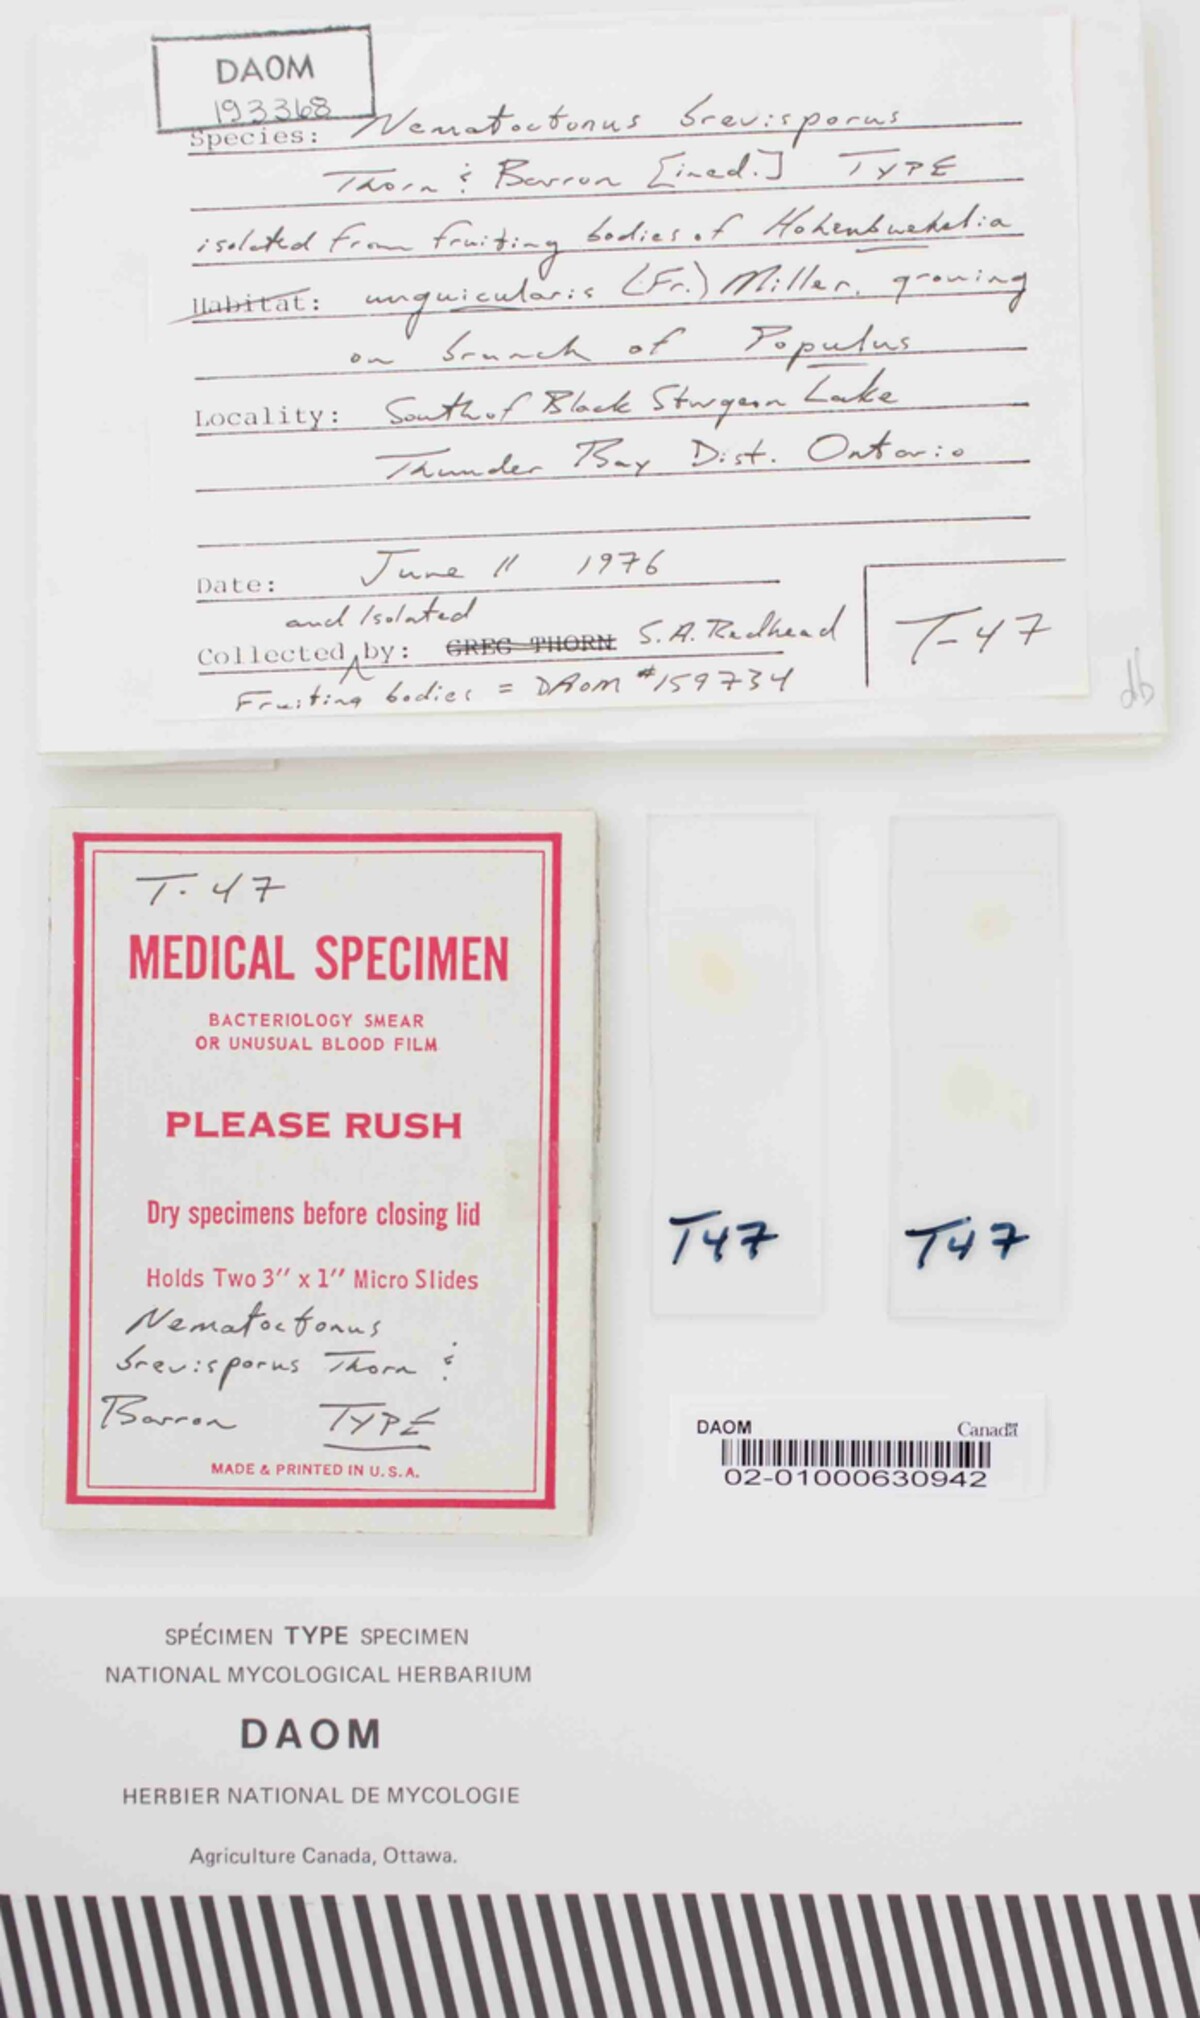 DAOM
193368
Species: Nematoctonus brevisporus
Thorn & Barron [ined.] TYPE
isolated from fruiting bodies of Hohenbuehelia
Habitat: unguicularis (Fr.) Miller, growing
on branch of Populus
Locality: South of Black Sturgeon Lake
Thunder Bay Dist. Ontario
Date: June 11 1976
and Isolated
Collected by: GREG THORN S.A. Redhead
T-47
Fruiting bodies = DAOM #159734
db
T-47
MEDICAL SPECIMEN
BACTERIOLOGY SMEAR
OR UNUSUAL BLOOD FILM
PLEASE RUSH
Dry specimens before closing lid
Holds Two 3" x 1" Micro Slides
Nematoctonus
brevisporus Thorn &
Barron TYPE
MADE & PRINTED IN U.S.A.
T47
T47
DAOM Canada
02-01000630942
SPÉCIMEN TYPE SPECIMEN
NATIONAL MYCOLOGICAL HERBARIUM
DAOM
HERBIER NATIONAL DE MYCOLOGIE
Agriculture Canada, Ottawa.